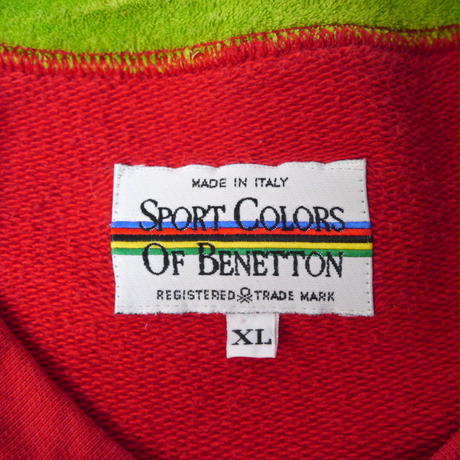 MADE IN ITALY
SPORT COLORS
OF BENETTON
REGISTERED TRADE MARK
XL